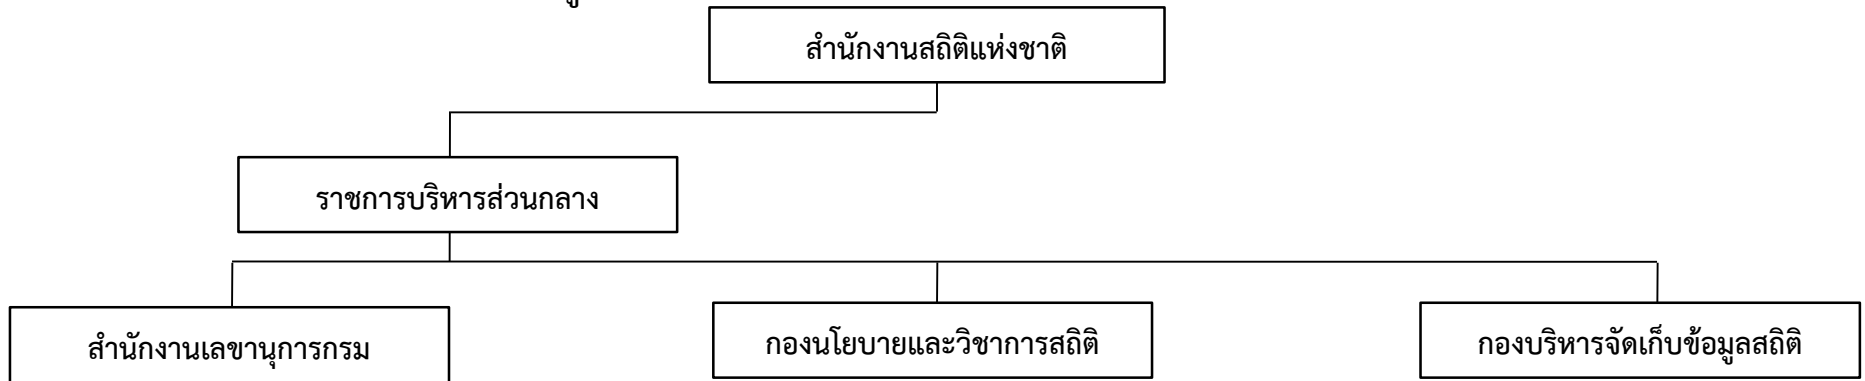 สำนักงานสถิติแห่งชาติ
ราชการบริหารส่วนกลาง
สำนักงานเลขานุการกรม
กองนโยบายและวิชาการสถิติ
กองบริหารจัดเก็บข้อมูลสถิติ